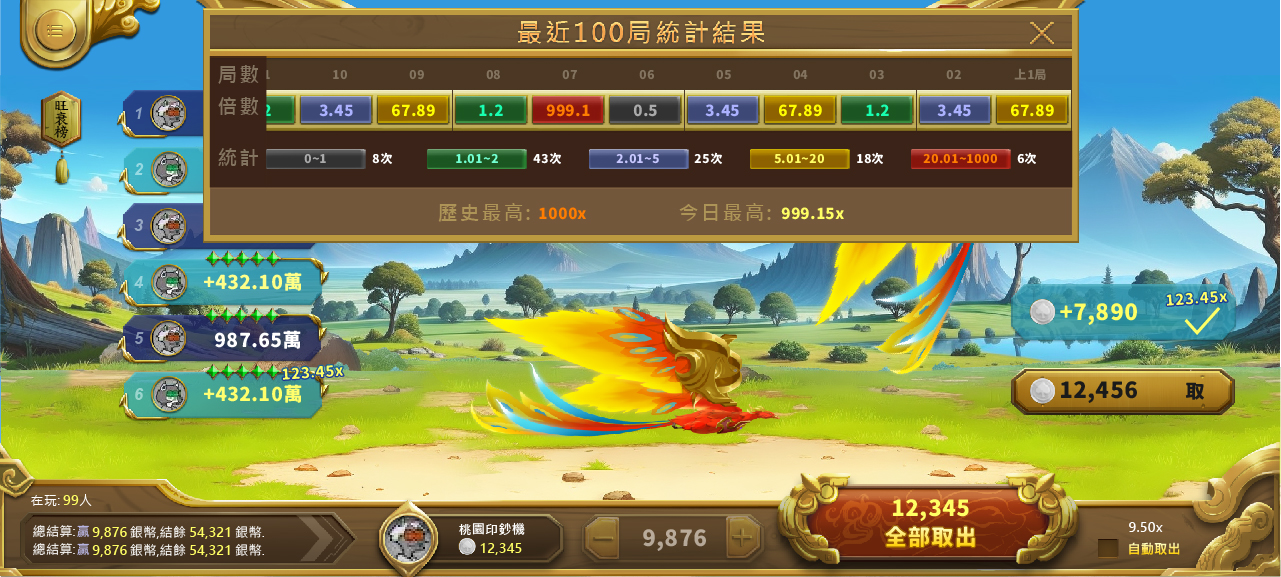 最近100局統計結果
局數 10 09 08 07 06 05 04 03 02 上1局
倍數 3.45 67.89 1.2 999.1 0.5 3.45 67.89 1.2 3.45 67.89
統計 0~1 8次 1.01~2 43次 2.01~5 25次 5.01~20 18次 20.01~1000 6次
歷史最高: 1000x 今日最高: 999.15x
旺衰榜
1
2
3
4 +432.10萬
5 987.65萬
123.45x
6 +432.10萬
123.45x
+7,890
12,456 取
在玩: 99人
總結算: 贏 9,876 銀幣, 結餘 54,321 銀幣.
總結算: 贏 9,876 銀幣, 結餘 54,321 銀幣.
桃園印鈔機
12,345
9,876
12,345
全部取出
9.50x
自動取出